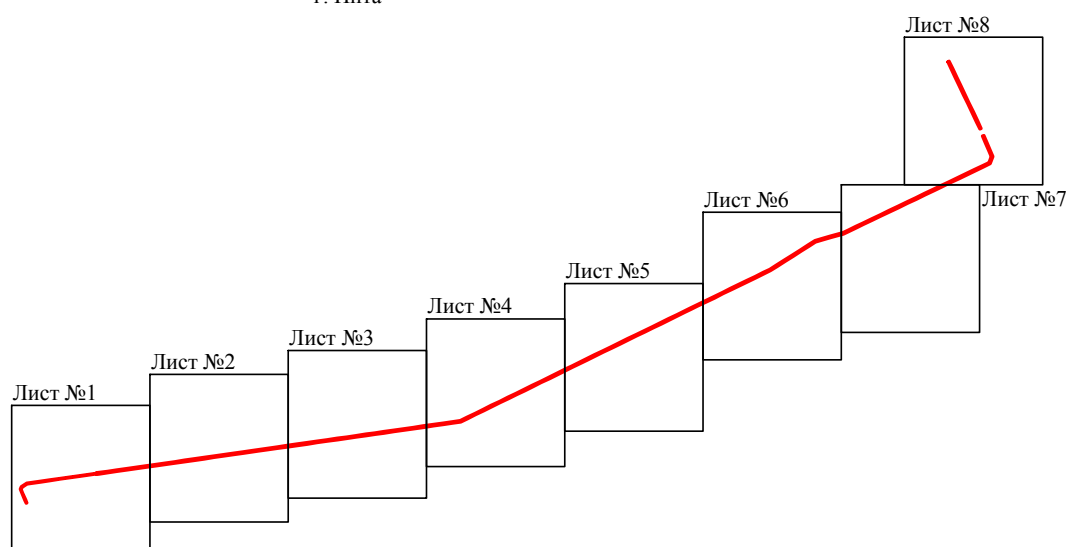 Лист №8
Лист №7
Лист №6
Лист №5
Лист №4
Лист №3
Лист №2
Лист №1